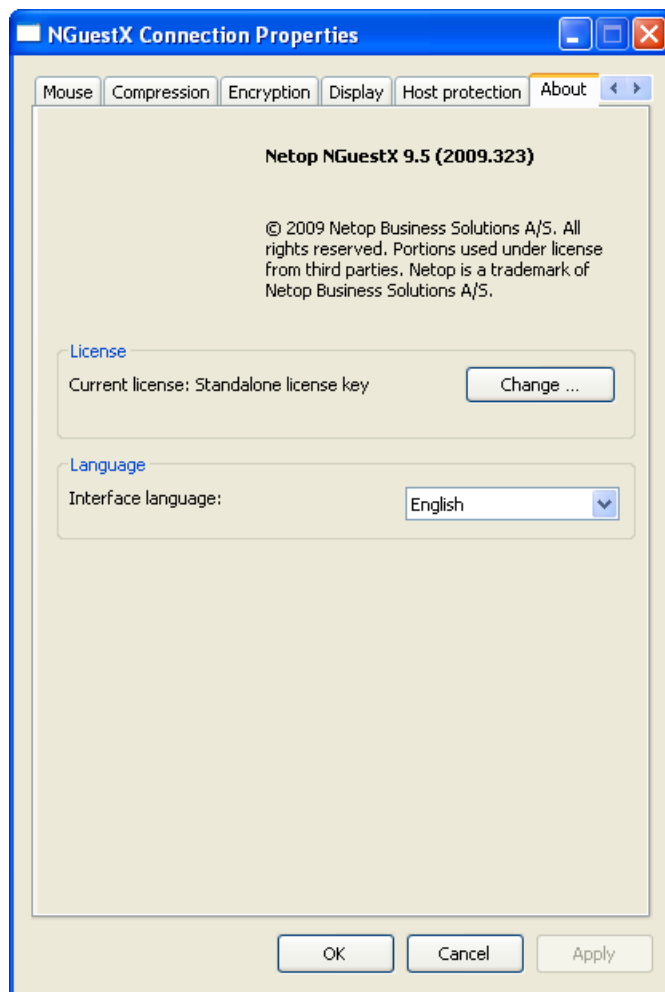 NGuestX Connection Properties
Mouse Compression Encryption Display Host protection About
Netop NGuestX 9.5 (2009.323)
© 2009 Netop Business Solutions A/S. All
rights reserved. Portions used under license
from third parties. Netop is a trademark of
Netop Business Solutions A/S.
License
Current license: Standalone license key Change ...
Language
Interface language: English
OK Cancel Apply